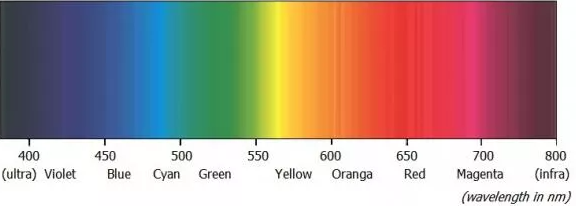 400 450 500 550 600 650 700 800
(ultra) Violet Blue Cyan Green Yellow Oranga Red Magenta (infra)
(wavelength in nm)